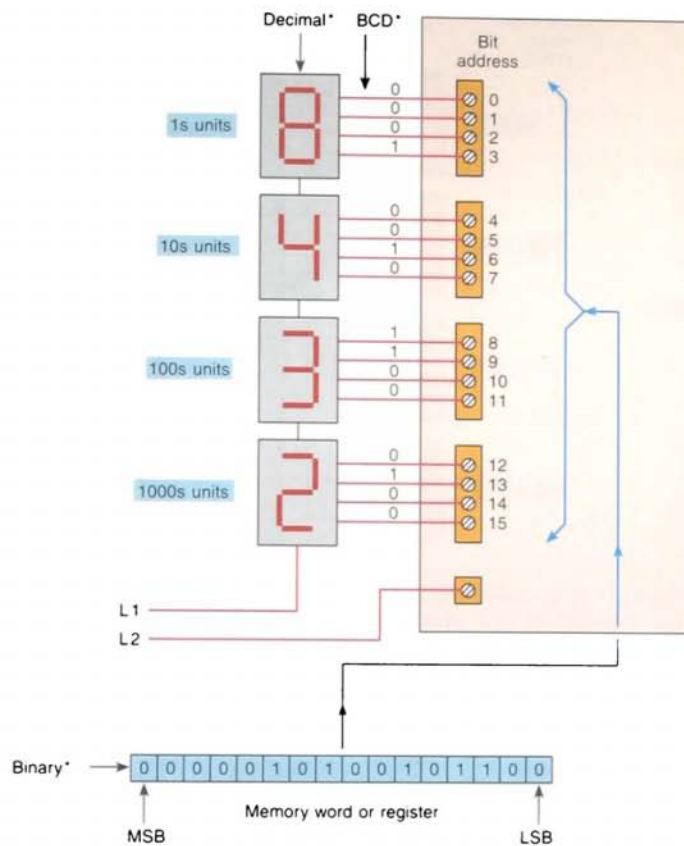 Decimal* BCD*
Bit
address
1s units
8
0 0
0 1
0 2
1 3
10s units
4
0 4
0 5
1 6
0 7
100s units
3
1 8
1 9
0 10
0 11
1000s units
2
0 12
1 13
0 14
0 15
L1
L2
Binary* 0 0 0 0 0 1 0 1 0 0 1 0 1 1 0 0
Memory word or register
MSB LSB